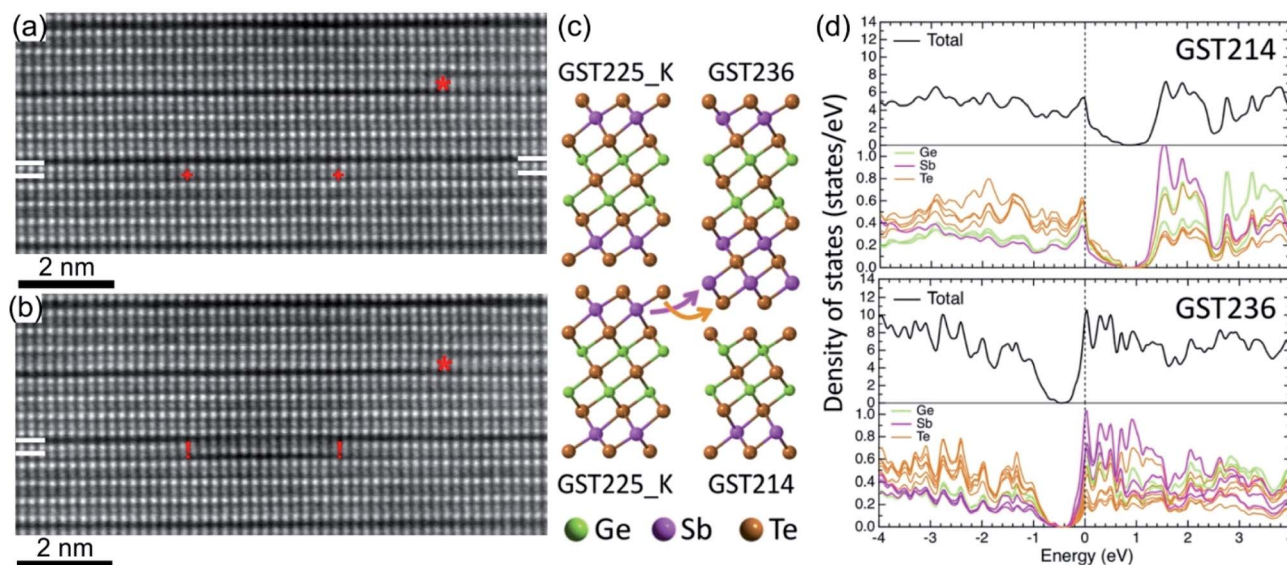 (a)
*
*
*
2 nm
(b)
*
!
!
2 nm
(c)
GST225_K GST236
GST225_K GST214
Ge Sb Te
(d)
Density of states (states/eV)
14
12
10
8
6
4
2
0
Total
GST214
1.0
0.8
0.6
0.4
0.2
0.0
Ge
Sb
Te
14
12
10
8
6
4
2
0
Total
GST236
1.0
0.8
0.6
0.4
0.2
0.0
Ge
Sb
Te
-4 -3 -2 -1 0 1 2 3 4
Energy (eV)